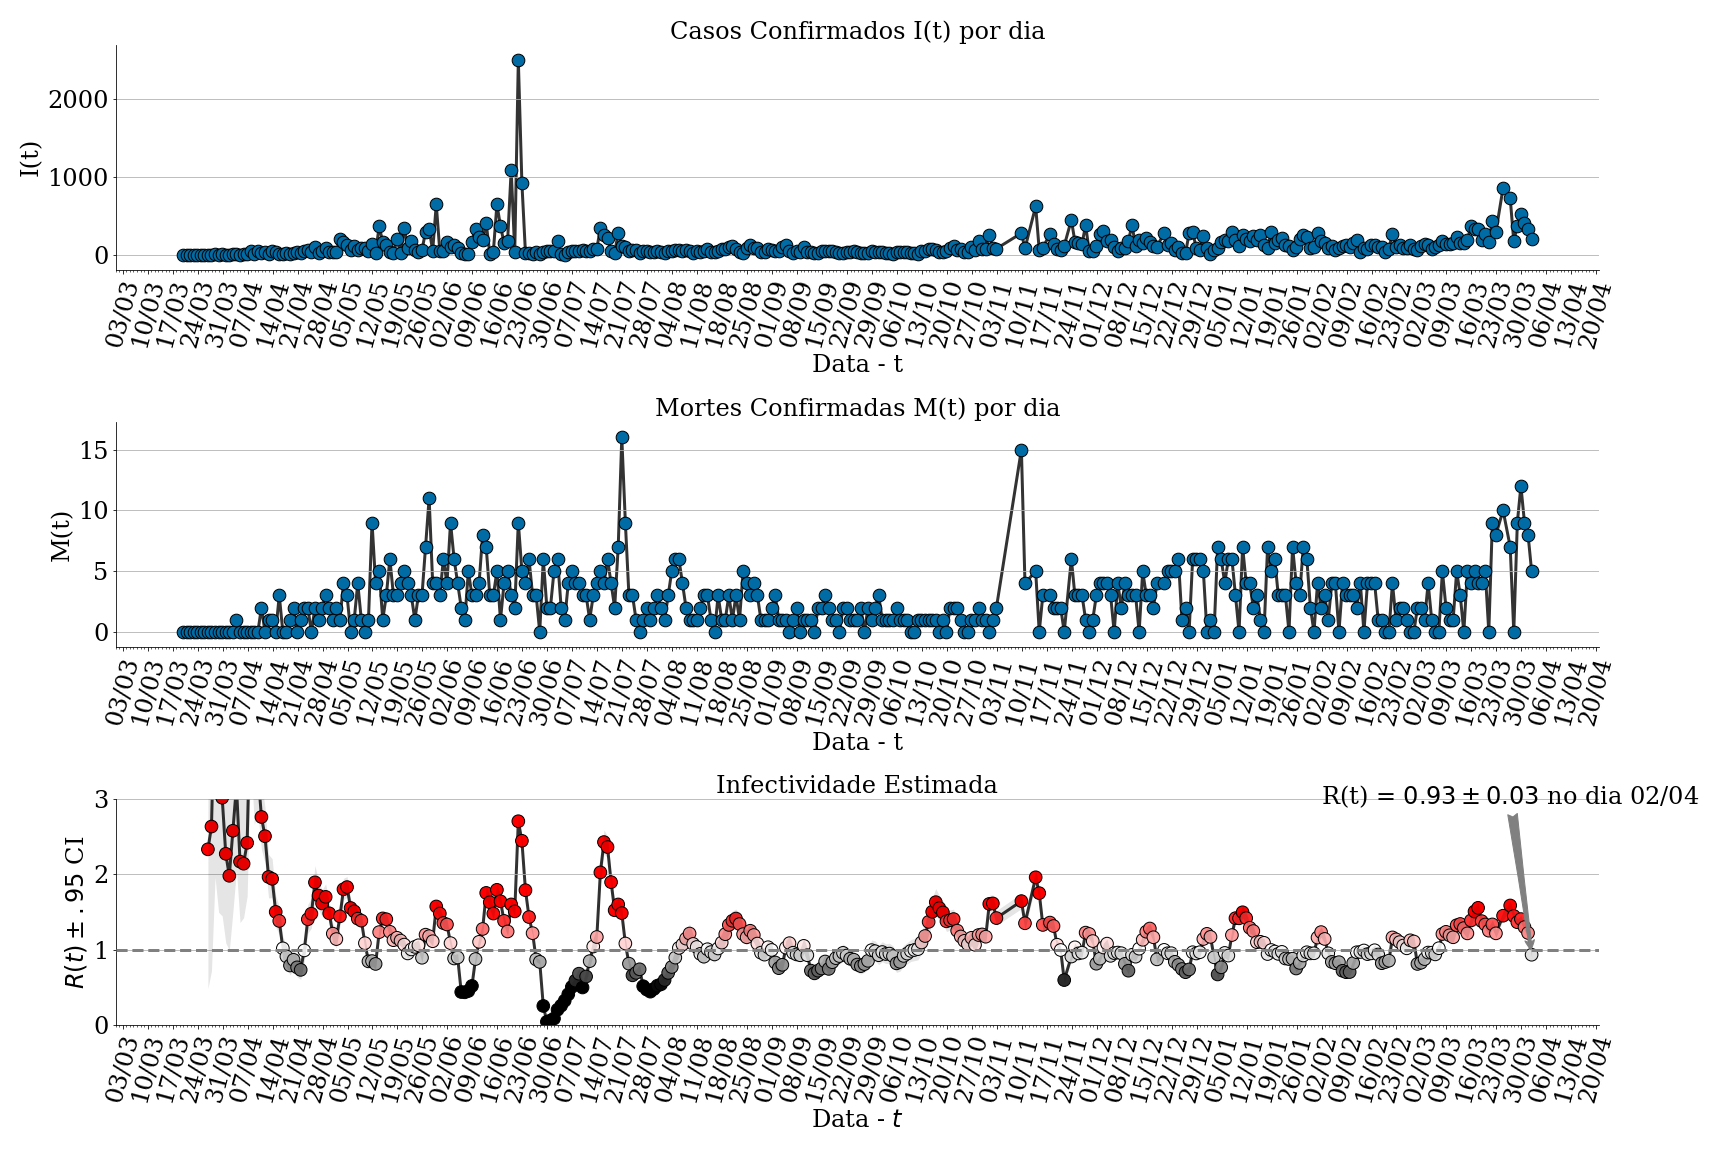 Casos Confirmados I(t) por dia
I(t)
2000
1000
0
03/03 10/03 17/03 24/03 31/03 07/04 14/04 21/04 28/04 05/05 12/05 19/05 26/05 02/06 09/06 16/06 23/06 30/06 07/07 14/07 21/07 28/07 04/08 11/08 18/08 25/08 01/09 08/09 15/09 22/09 29/09 06/10 13/10 20/10 27/10 03/11 10/11 17/11 24/11 01/12 08/12 15/12 22/12 29/12 05/01 12/01 19/01 26/01 02/02 09/02 16/02 23/02 02/03 09/03 16/03 23/03 30/03 06/04 13/04 20/04
Data - t
Mortes Confirmadas M(t) por dia
M(t)
15
10
5
0
03/03 10/03 17/03 24/03 31/03 07/04 14/04 21/04 28/04 05/05 12/05 19/05 26/05 02/06 09/06 16/06 23/06 30/06 07/07 14/07 21/07 28/07 04/08 11/08 18/08 25/08 01/09 08/09 15/09 22/09 29/09 06/10 13/10 20/10 27/10 03/11 10/11 17/11 24/11 01/12 08/12 15/12 22/12 29/12 05/01 12/01 19/01 26/01 02/02 09/02 16/02 23/02 02/03 09/03 16/03 23/03 30/03 06/04 13/04 20/04
Data - t
Infectividade Estimada
R(t) = 0.93 ± 0.03 no dia 02/04
R(t) ± .95 CI
3
2
1
0
03/03 10/03 17/03 24/03 31/03 07/04 14/04 21/04 28/04 05/05 12/05 19/05 26/05 02/06 09/06 16/06 23/06 30/06 07/07 14/07 21/07 28/07 04/08 11/08 18/08 25/08 01/09 08/09 15/09 22/09 29/09 06/10 13/10 20/10 27/10 03/11 10/11 17/11 24/11 01/12 08/12 15/12 22/12 29/12 05/01 12/01 19/01 26/01 02/02 09/02 16/02 23/02 02/03 09/03 16/03 23/03 30/03 06/04 13/04 20/04
Data - t